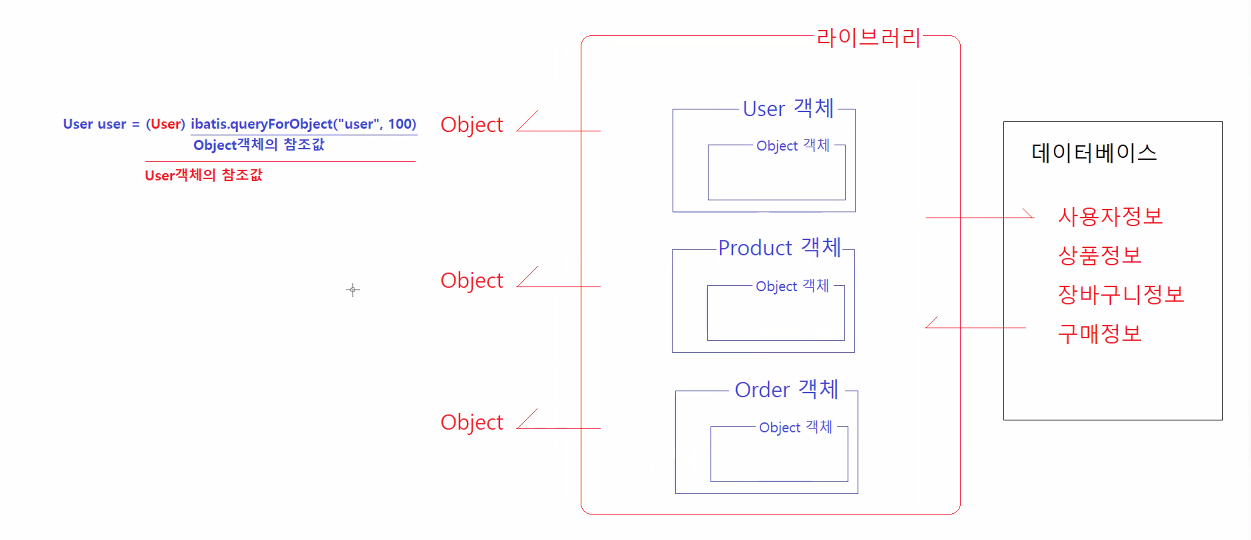 라이브러리
User user = (User) ibatis.queryForObject("user", 100)
Object객체의 참조값
User객체의 참조값
Object
User 객체
Object 객체
Object
Product 객체
Object 객체
Object
Order 객체
Object 객체
데이터베이스
사용자정보
상품정보
장바구니정보
구매정보